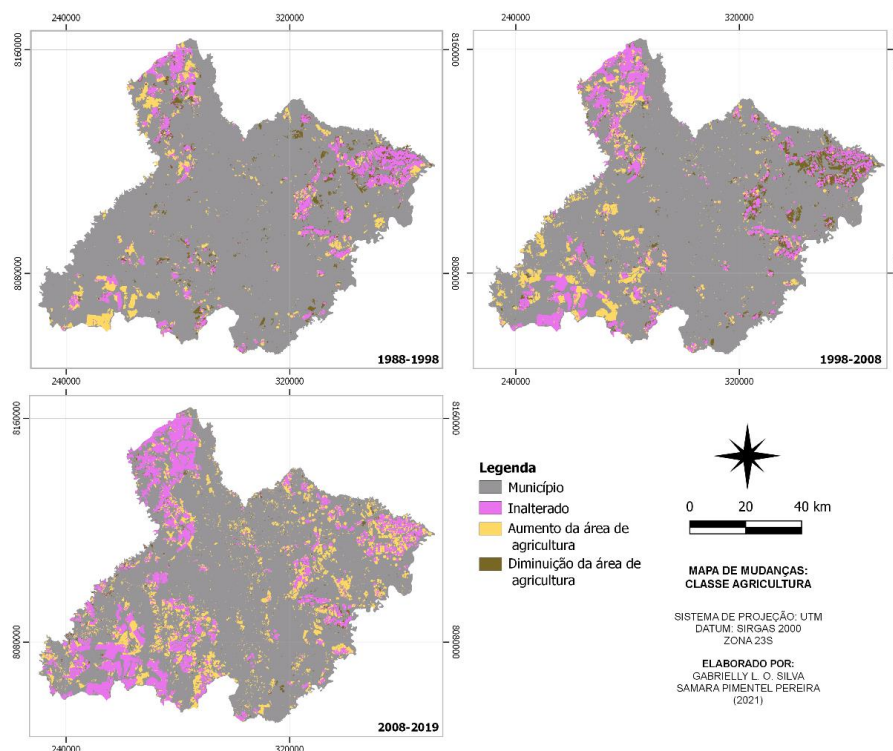 240000
320000
240000
320000
8160000
8160000
8080000
8080000
1988-1998
1998-2008
240000
320000
240000
320000
8160000
8080000
8080000
Legenda
Município
Inalterado
Aumento da área de
agricultura
Diminuição da área de
agricultura
0 20 40 km
MAPA DE MUDANÇAS:
CLASSE AGRICULTURA
SISTEMA DE PROJEÇÃO: UTM
DATUM: SIRGAS 2000
ZONA 23S
ELABORADO POR:
GABRIELLY L. O. SILVA
SAMARA PIMENTEL PEREIRA
(2021)
2008-2019
240000
320000